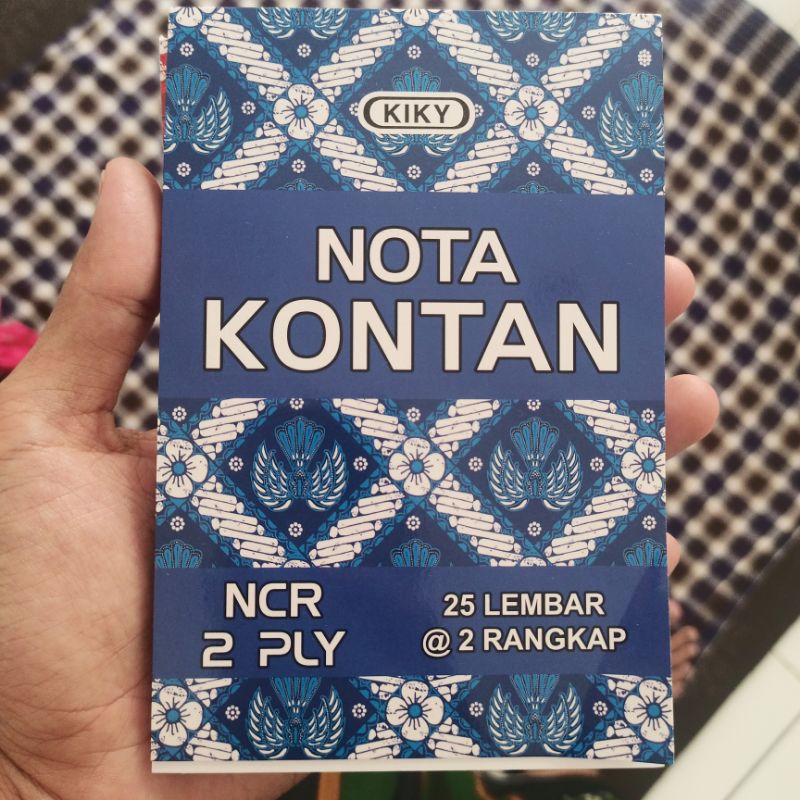 KIKY
NOTA
KONTAN
NCR
2 PLY
25 LEMBAR
@ 2 RANGKAP